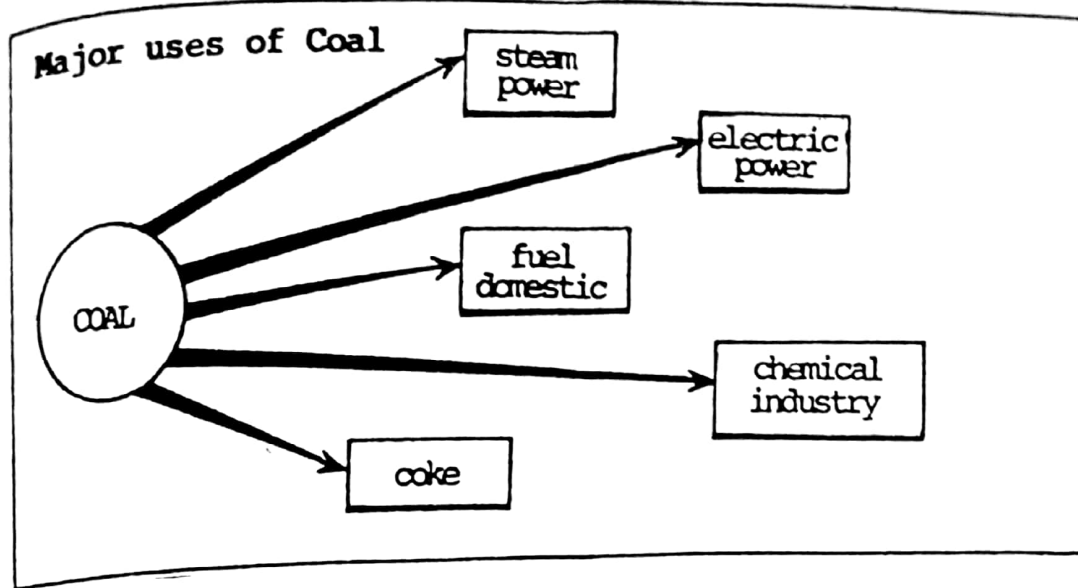 Major uses of Coal
steam
power
electric
power
fuel
domestic
COAL
chemical
industry
coke